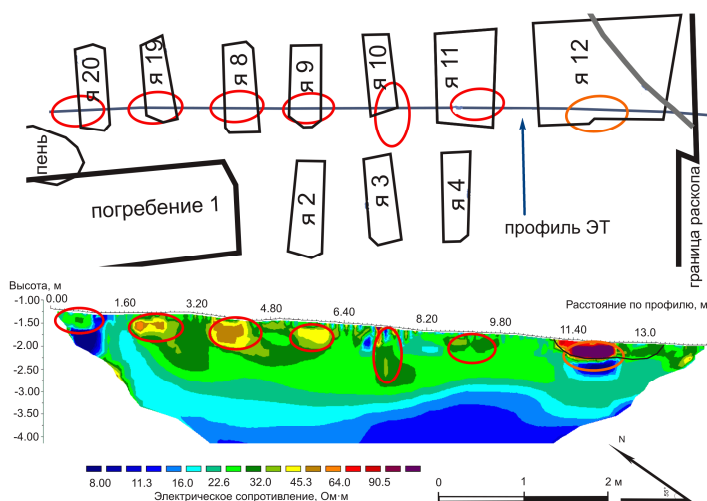 я 20
я 19
я 8
я 9
я 10
я 11
я 12
пень
погребение 1
я 2
я 3
я 4
профиль ЭТ
граница раскопа
Высота, м
Расстояние по профилю, м
0.00 1.60 3.20 4.80 6.40 8.20 9.80 11.40 13.0
-1.00
-1.50
-2.00
-2.50
-3.00
-3.50
-4.00
8.00 11.3 16.0 22.6 32.0 45.3 64.0 90.5
Электрическое сопротивление, Ом·м
0 1 2 м
N